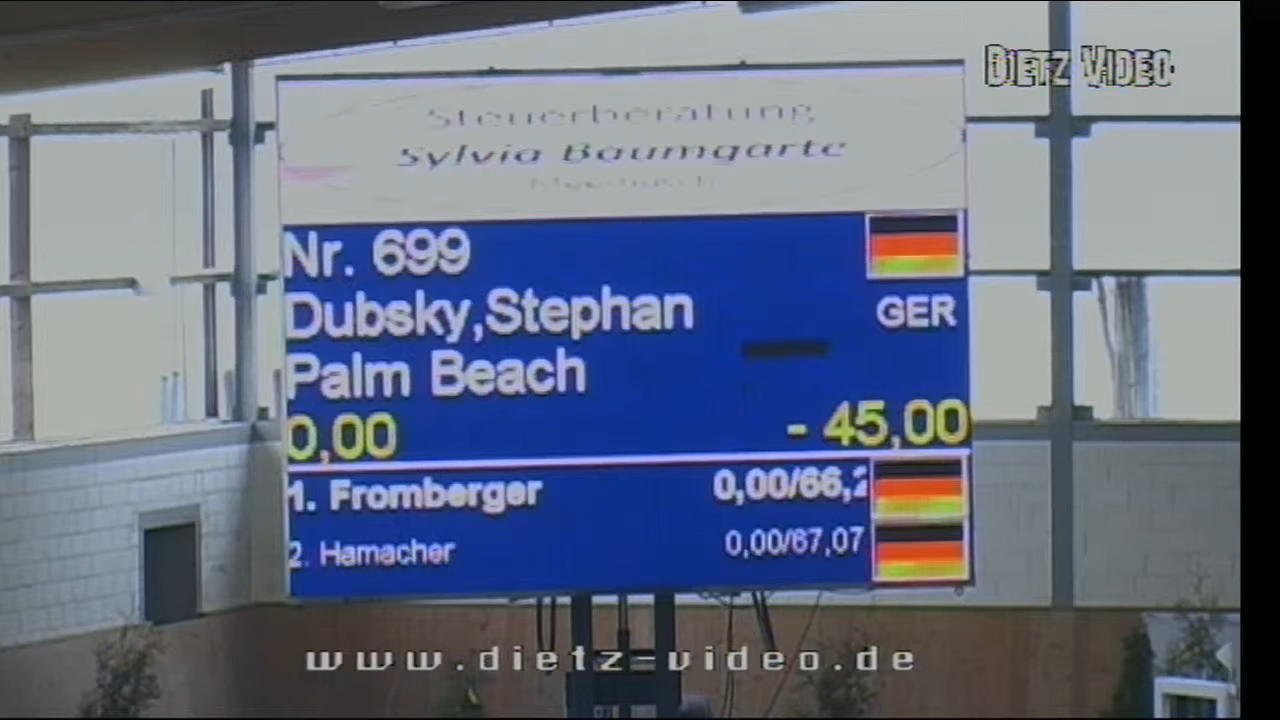 DIETZ VIDEO
Steuerberatung
Sylvia Baumgarte
Nr. 699
Dubsky,Stephan GER
Palm Beach
0,00 - 45,00
1. Fromberger 0,00/66,2
2. Hamacher 0,00/67,07
www.dietz-video.de